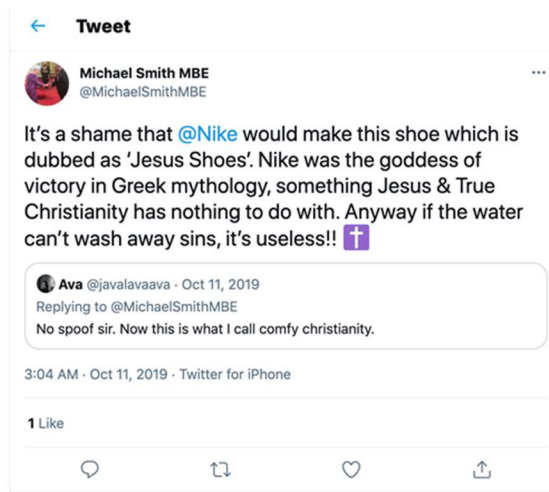 Tweet
Michael Smith MBE
@MichaelSmithMBE
It's a shame that @Nike would make this shoe which is
dubbed as 'Jesus Shoes'. Nike was the goddess of
victory in Greek mythology, something Jesus & True
Christianity has nothing to do with. Anyway if the water
can't wash away sins, it's useless!! ✝️
Ava @javalavaava · Oct 11, 2019
Replying to @MichaelSmithMBE
No spoof sir. Now this is what I call comfy christianity.
3:04 AM · Oct 11, 2019 · Twitter for iPhone
1 Like